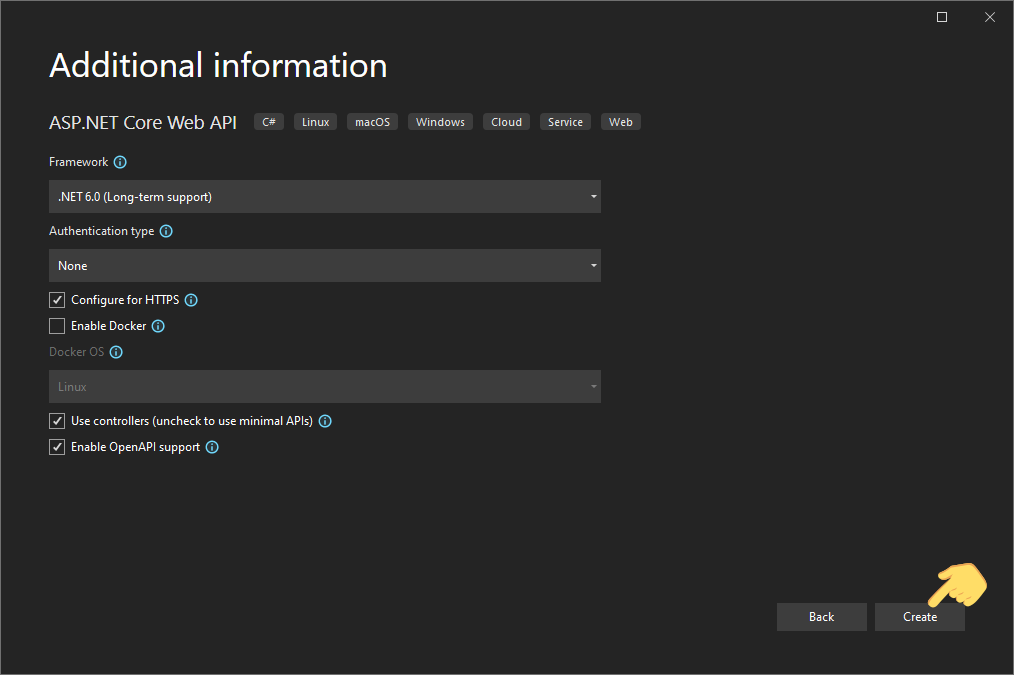 Additional information
ASP.NET Core Web API C# Linux macOS Windows Cloud Service Web
Framework
.NET 6.0 (Long-term support)
Authentication type
None
Configure for HTTPS
Enable Docker
Docker OS
Linux
Use controllers (uncheck to use minimal APIs)
Enable OpenAPI support
Back Create